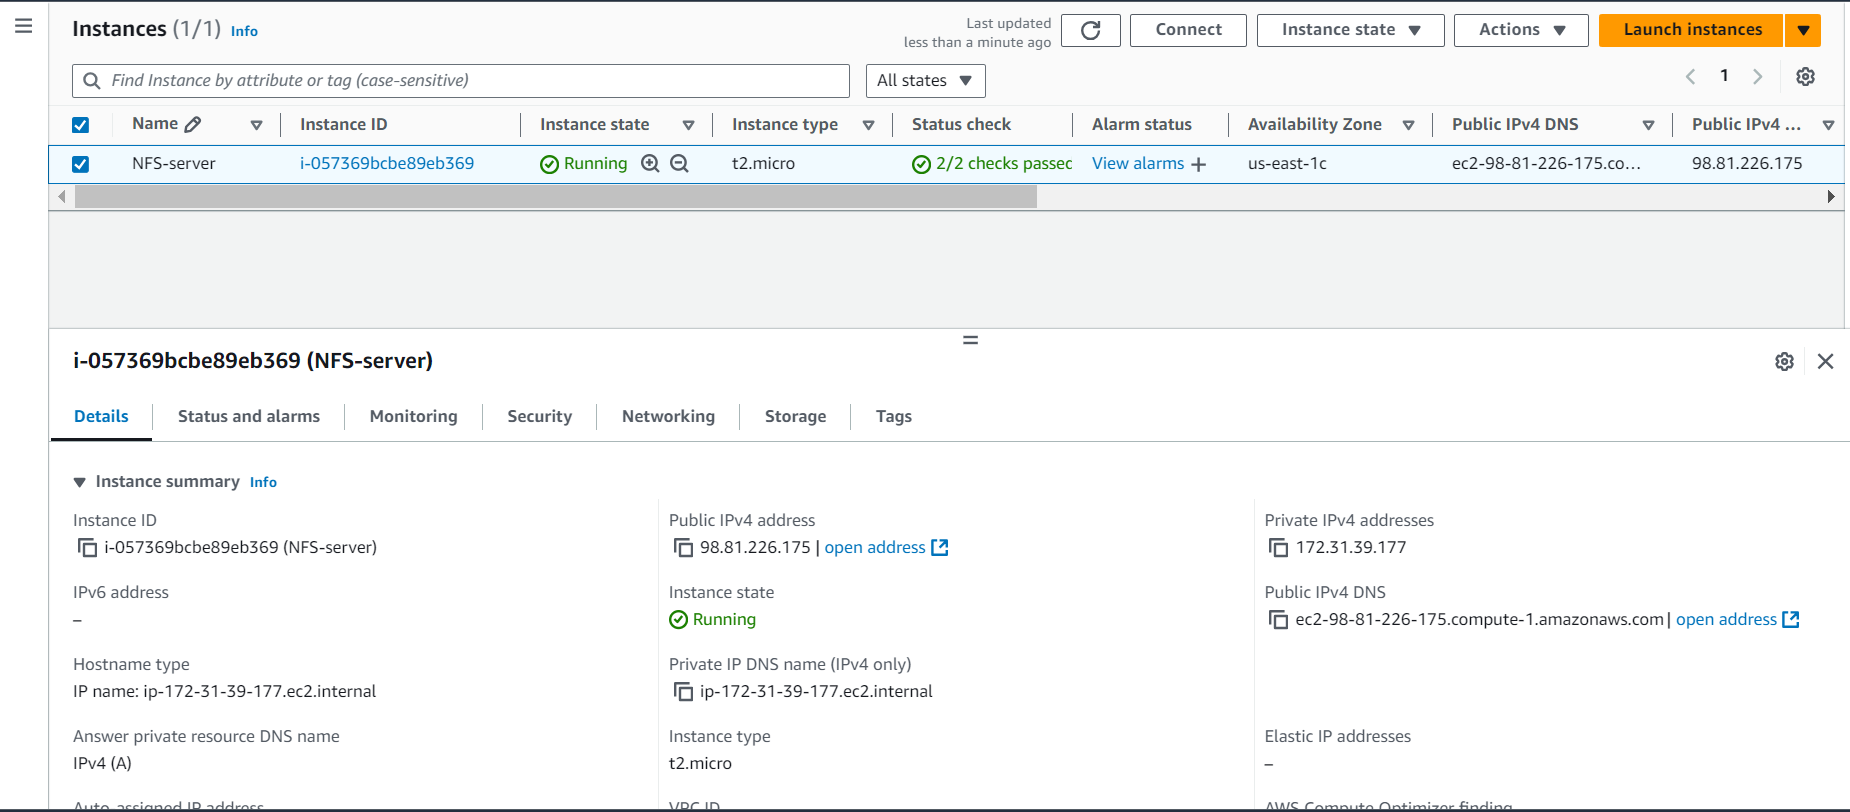 Instances (1/1) Info
Last updated
less than a minute ago
Connect
Instance state
Actions
Launch instances
Find Instance by attribute or tag (case-sensitive)
All states
1
Name Instance ID Instance state Instance type Status check Alarm status Availability Zone Public IPv4 DNS Public IPv4 ...
NFS-server i-057369bcbe89eb369 Running t2.micro 2/2 checks passec View alarms + us-east-1c ec2-98-81-226-175.co... 98.81.226.175
i-057369bcbe89eb369 (NFS-server)
Details Status and alarms Monitoring Security Networking Storage Tags
Instance summary Info
Instance ID
i-057369bcbe89eb369 (NFS-server)
Public IPv4 address
98.81.226.175 | open address
Private IPv4 addresses
172.31.39.177
IPv6 address
–
Instance state
Running
Public IPv4 DNS
ec2-98-81-226-175.compute-1.amazonaws.com | open address
Hostname type
IP name: ip-172-31-39-177.ec2.internal
Private IP DNS name (IPv4 only)
ip-172-31-39-177.ec2.internal
Answer private resource DNS name
IPv4 (A)
Instance type
t2.micro
Elastic IP addresses
–
Auto-assigned IP address
VPC ID
AWS Compute Optimizer finding